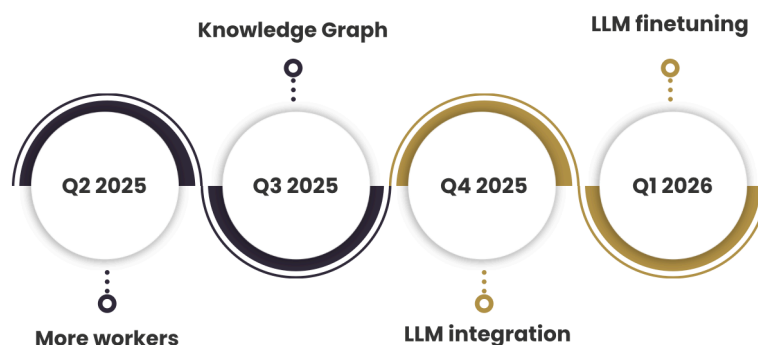 Knowledge Graph
LLM finetuning
Q2 2025
Q3 2025
Q4 2025
Q1 2026
More workers
LLM integration